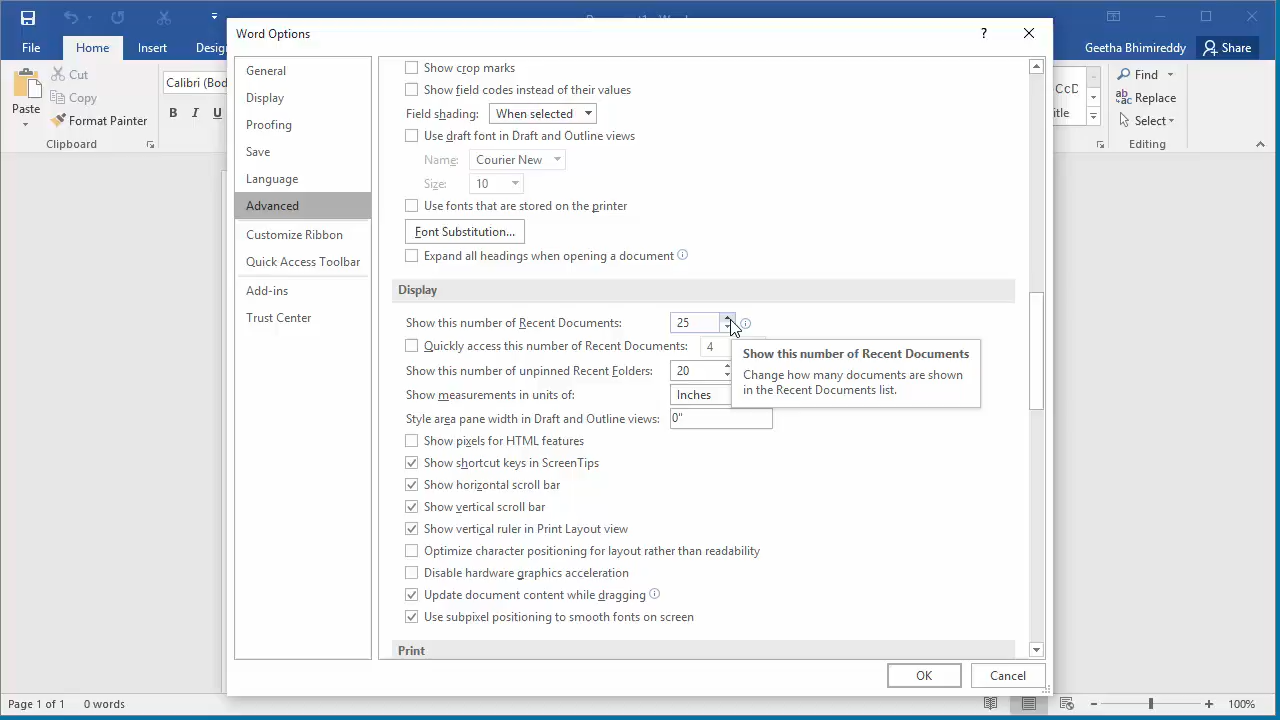 Word Options
?
File
Home
Insert
Geetha Bhimireddy
Share
Paste
Cut
Copy
Format Painter
Clipboard
Calibri (Bod
B I U
Find
Replace
Select
Editing
General
Display
Proofing
Save
Language
Advanced
Customize Ribbon
Quick Access Toolbar
Add-ins
Trust Center
Show crop marks
Show field codes instead of their values
Field shading: When selected
Use draft font in Draft and Outline views
Name: Courier New
Size: 10
Use fonts that are stored on the printer
Font Substitution...
Expand all headings when opening a document
Display
Show this number of Recent Documents: 25
Quickly access this number of Recent Documents: 4
Show this number of unpinned Recent Folders: 20
Show measurements in units of: Inches
Style area pane width in Draft and Outline views: 0"
Show this number of Recent Documents
Change how many documents are shown
in the Recent Documents list.
Show pixels for HTML features
Show shortcut keys in ScreenTips
Show horizontal scroll bar
Show vertical scroll bar
Show vertical ruler in Print Layout view
Optimize character positioning for layout rather than readability
Disable hardware graphics acceleration
Update document content while dragging
Use subpixel positioning to smooth fonts on screen
Print
OK
Cancel
Page 1 of 1
0 words
100%